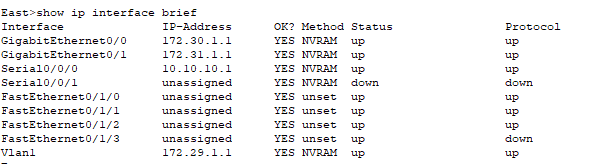 East>show ip interface brief
Interface              IP-Address      OK? Method Status                Protocol
GigabitEthernet0/0     172.30.1.1      YES NVRAM  up                    up
GigabitEthernet0/1     172.31.1.1      YES NVRAM  up                    up
Serial0/0/0            10.10.10.1      YES NVRAM  up                    up
Serial0/0/1            unassigned      YES NVRAM  down                  down
FastEthernet0/1/0      unassigned      YES unset  up                    up
FastEthernet0/1/1      unassigned      YES unset  up                    up
FastEthernet0/1/2      unassigned      YES unset  up                    up
FastEthernet0/1/3      unassigned      YES unset  up                    down
Vlan1                  172.29.1.1      YES NVRAM  up                    up